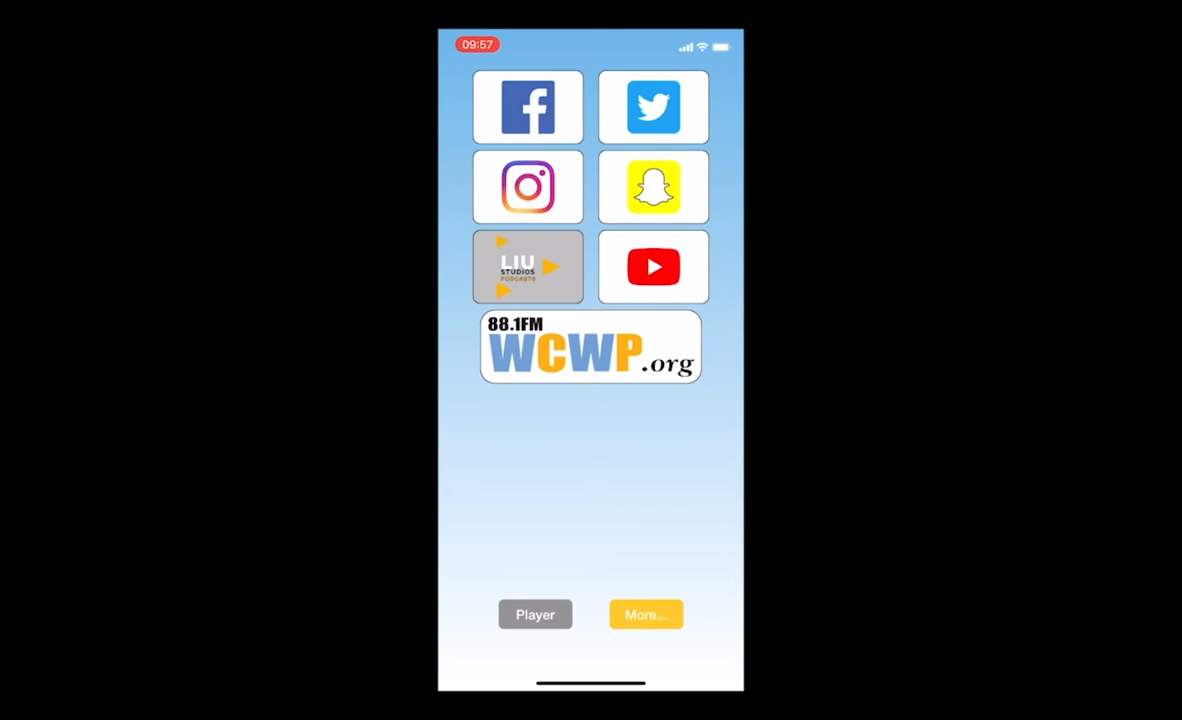 09:57
LIU
STUDIOS
PODCASTS
88.1FM
WCWP.org
Player
More...